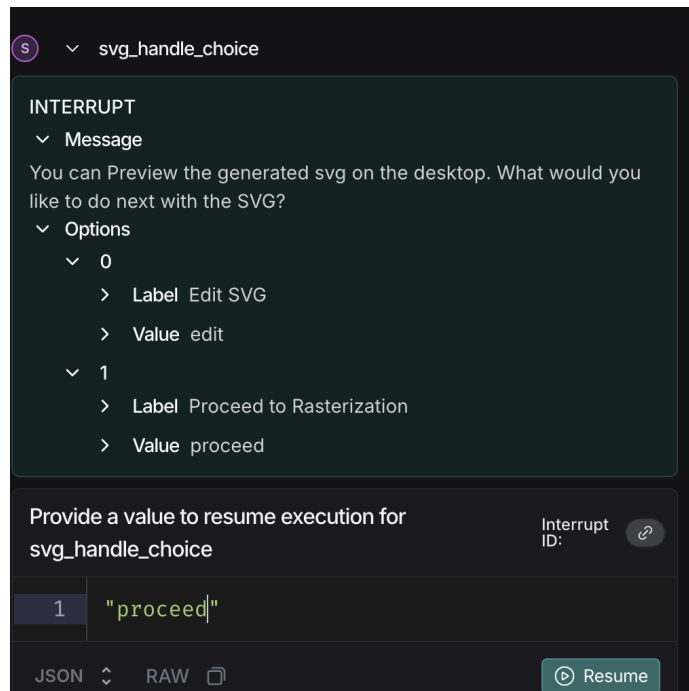 S svg_handle_choice
INTERRUPT
Message
You can Preview the generated svg on the desktop. What would you
like to do next with the SVG?
Options
0
Label Edit SVG
Value edit
1
Label Proceed to Rasterization
Value proceed
Provide a value to resume execution for
svg_handle_choice
Interrupt
ID:
1 "proceed"
JSON RAW Resume